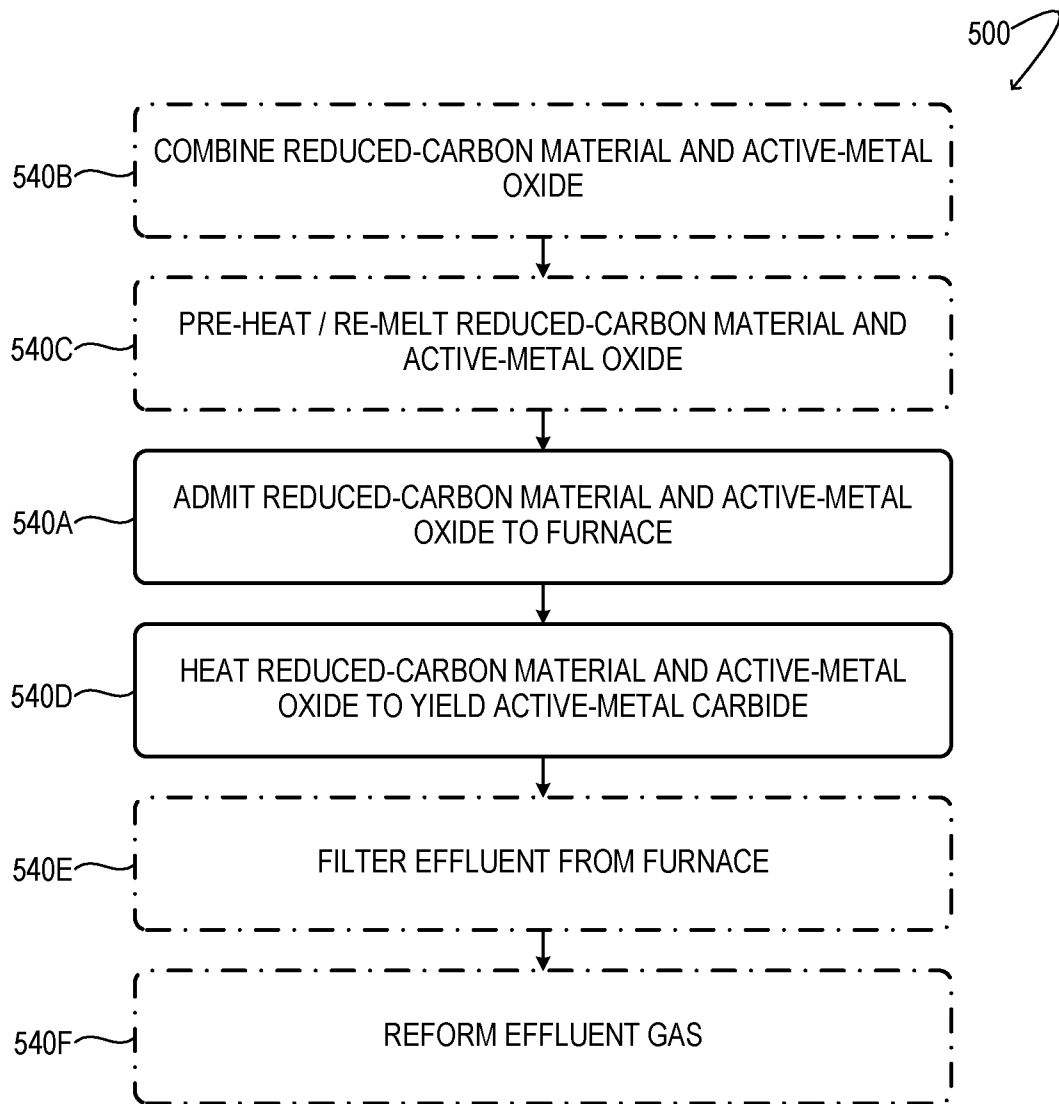 500
COMBINE REDUCED-CARBON MATERIAL AND ACTIVE-METAL
OXIDE
540B
PRE-HEAT / RE-MELT REDUCED-CARBON MATERIAL AND
ACTIVE-METAL OXIDE
540C
ADMIT REDUCED-CARBON MATERIAL AND ACTIVE-METAL
OXIDE TO FURNACE
540A
HEAT REDUCED-CARBON MATERIAL AND ACTIVE-METAL
OXIDE TO YIELD ACTIVE-METAL CARBIDE
540D
FILTER EFFLUENT FROM FURNACE
540E
REFORM EFFLUENT GAS
540F